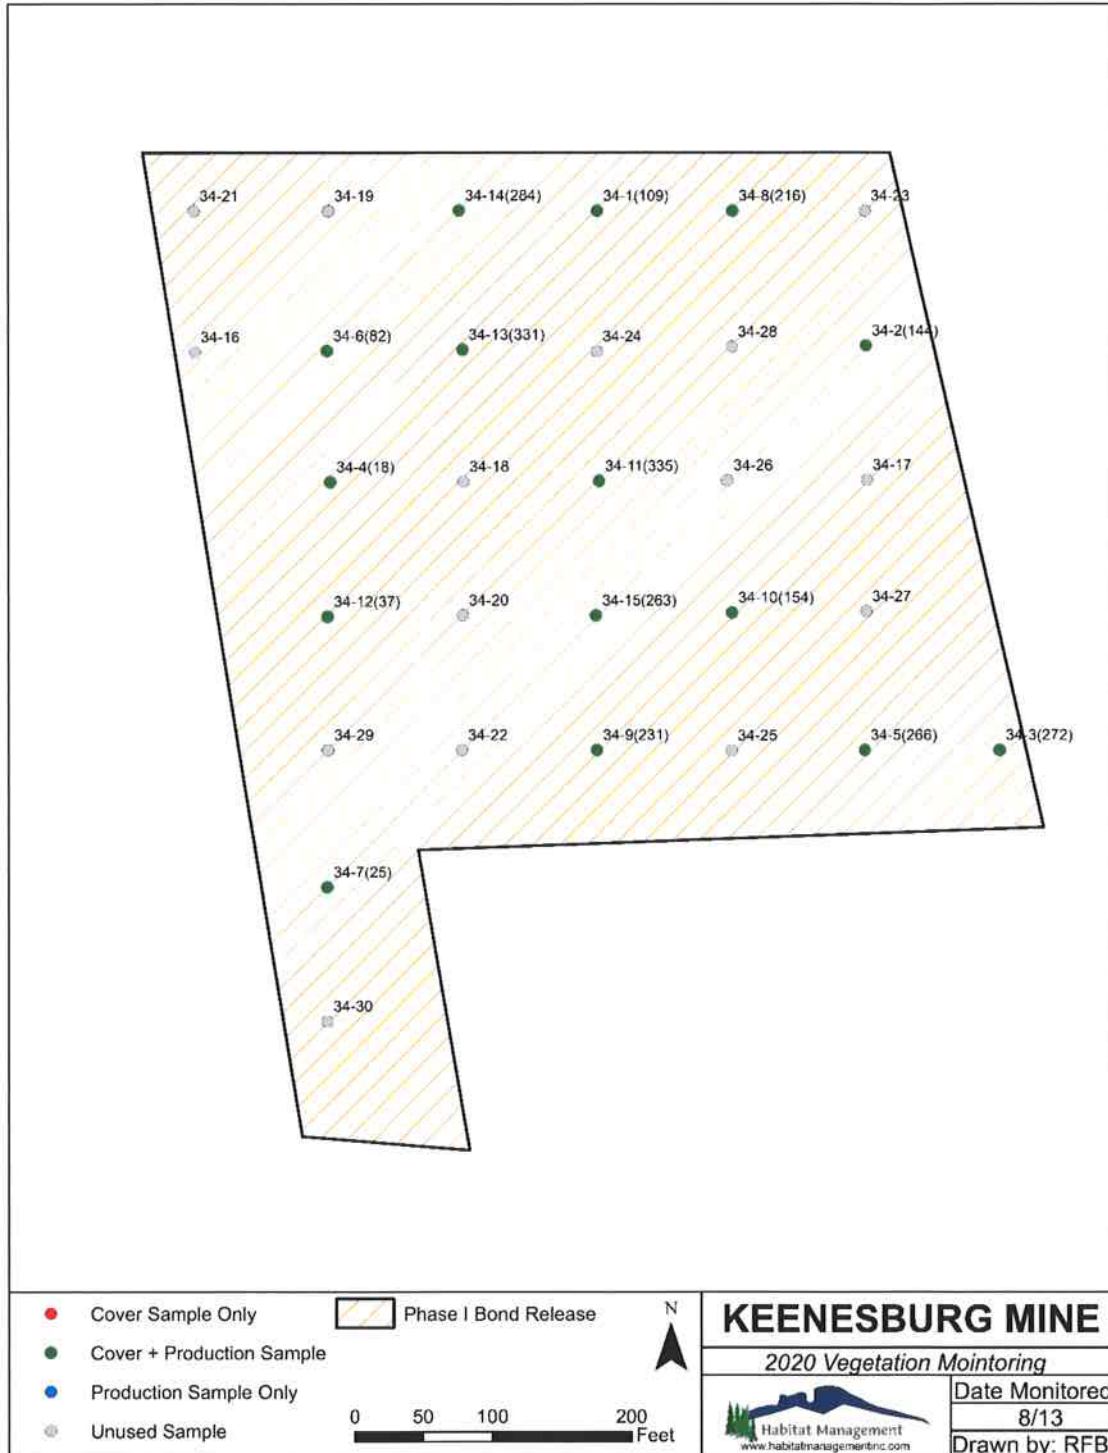 34-21 34-19 34-14(284) 34-1(109) 34-8(216) 34-23
34-16 34-6(82) 34-13(331) 34-24 34-28 34-2(144)
34-4(18) 34-18 34-11(335) 34-26 34-17
34-12(37) 34-20 34-15(263) 34-10(154) 34-27
34-29 34-22 34-9(231) 34-25 34-5(266) 34-3(272)
34-7(25)
34-30
Cover Sample Only
Cover + Production Sample
Production Sample Only
Unused Sample
Phase I Bond Release
N
0 50 100 200
Feet
KEENESBURG MINE
2020 Vegetation Mointoring
Habitat Management
www.habitatmanagementinc.com
Date Monitored
8/13
Drawn by: RFB